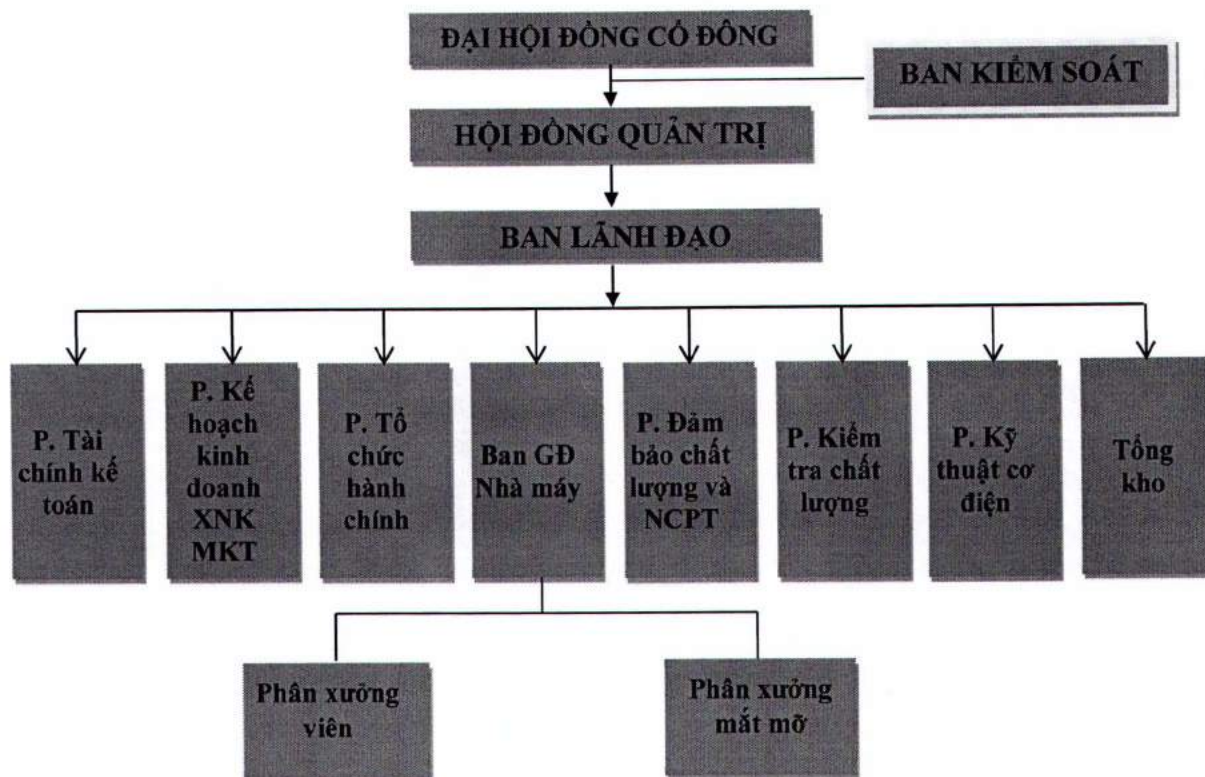 ĐẠI HỘI ĐỒNG CỔ ĐÔNG
BAN KIỂM SOÁT
HỘI ĐỒNG QUẢN TRỊ
BAN LÃNH ĐẠO
P. Tài
chính kế
toán
P. Kế
hoạch
kinh
doanh
XNK
MKT
P. Tổ
chức
hành
chính
Ban GĐ
Nhà máy
P. Đảm
bảo chất
lượng và
NCPT
P. Kiểm
tra chất
lượng
P. Kỹ
thuật cơ
điện
Tổng
kho
Phân xưởng
viên
Phân xưởng
mắt mỡ